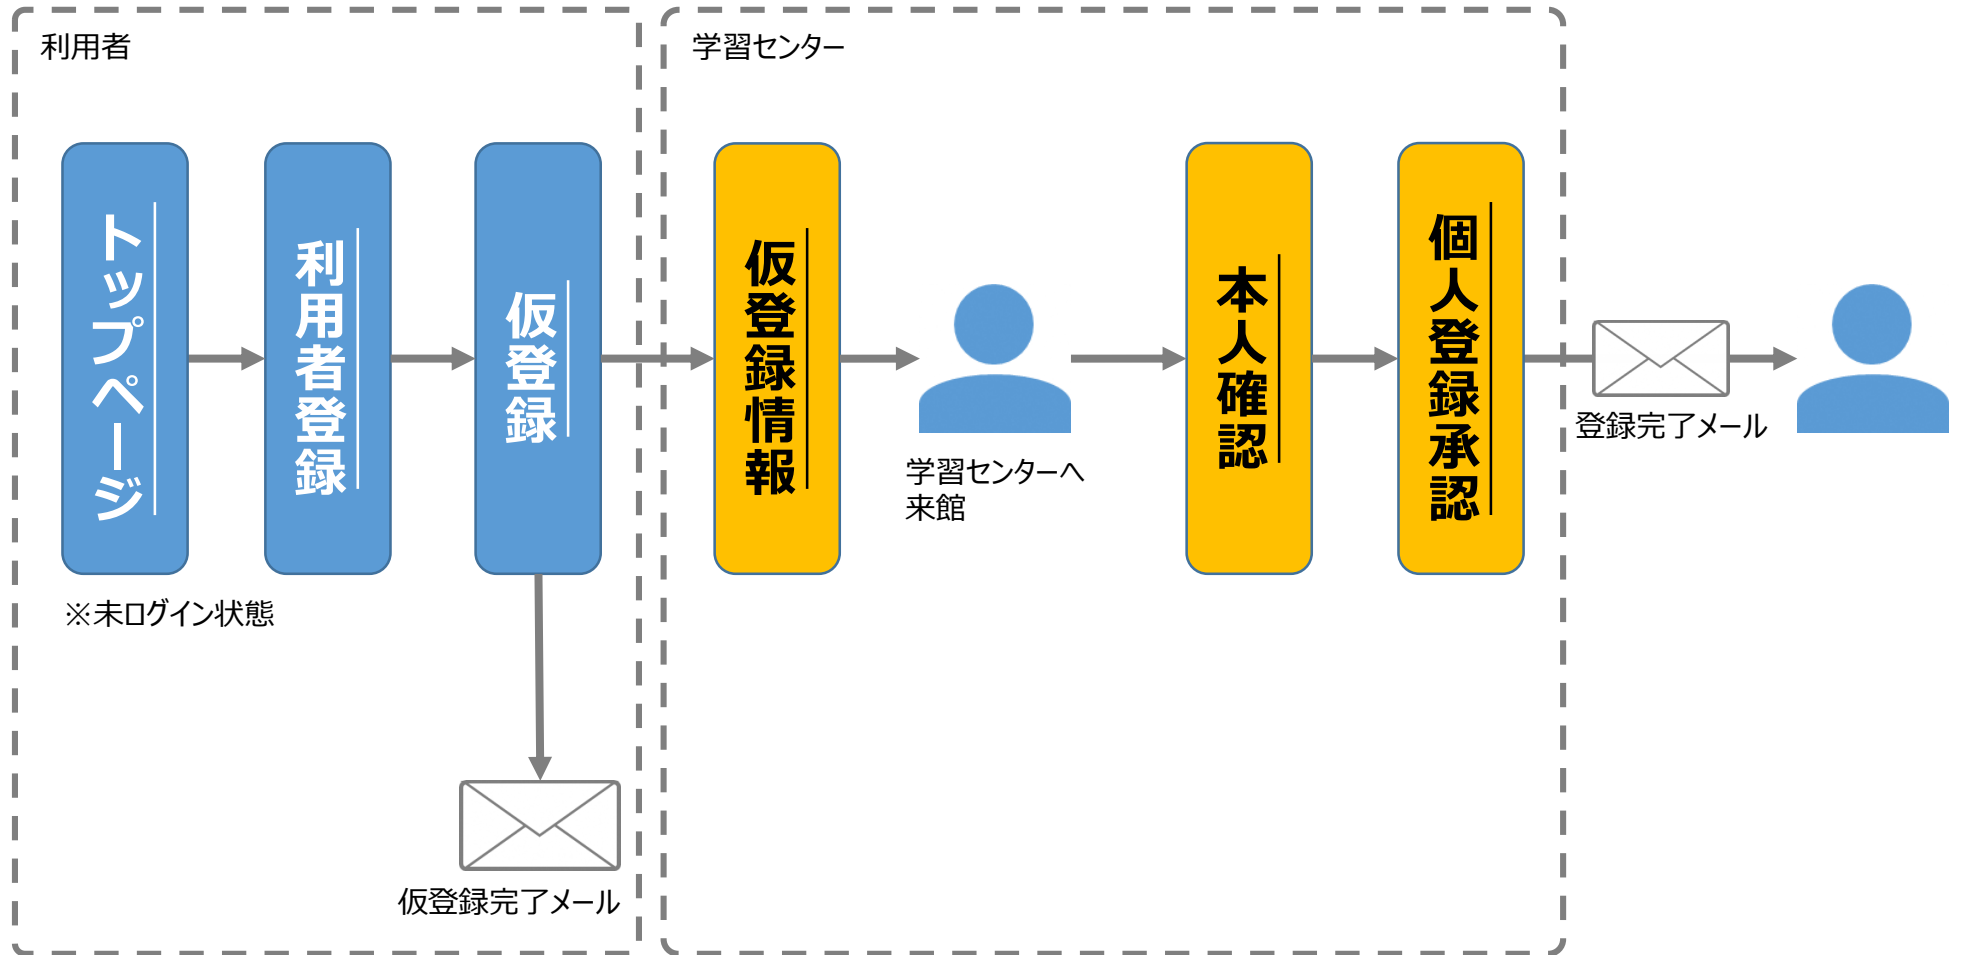 利用者
学習センター
トップページ
利用者登録
仮登録
仮登録情報
本人確認
個人登録承認
登録完了メール
学習センターへ
来館
※未ログイン状態
仮登録完了メール